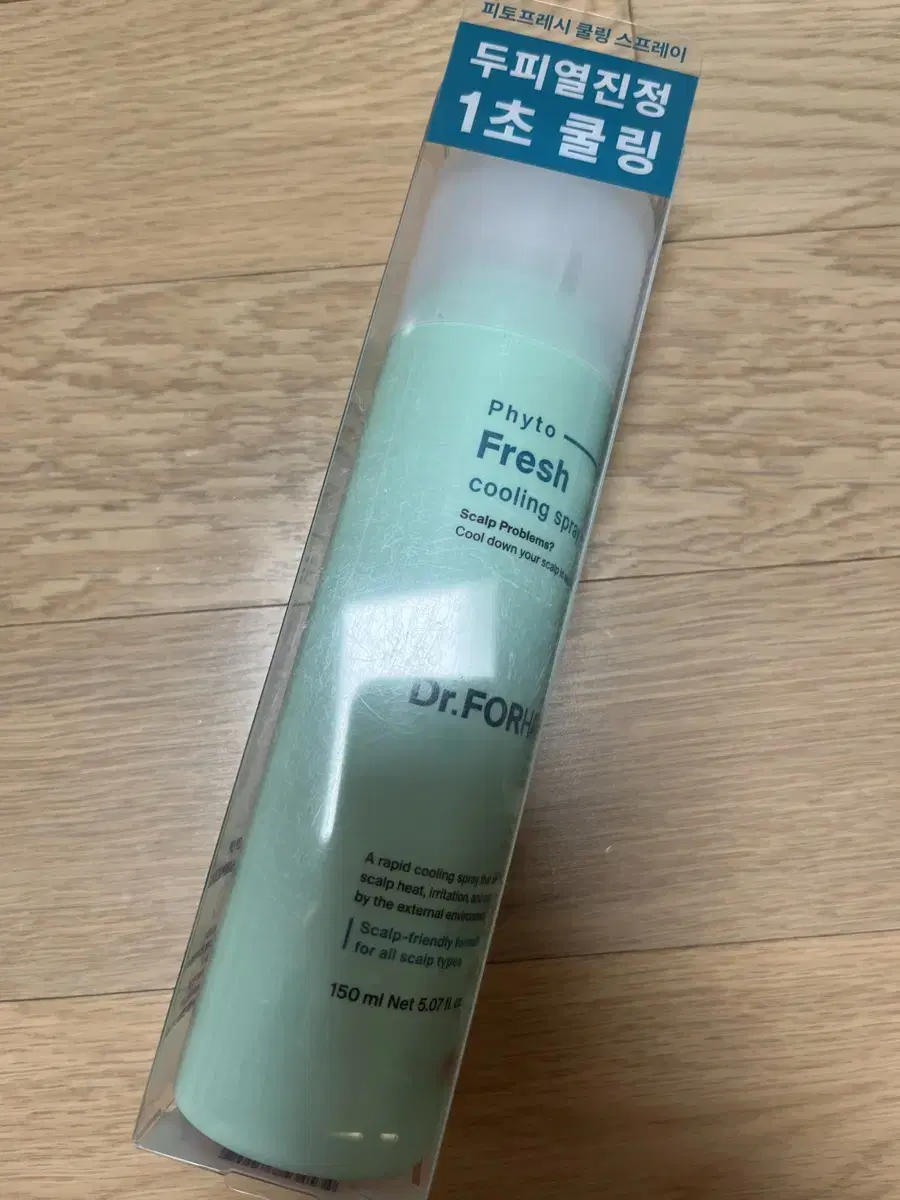 피토프레시 쿨링 스프레이
두피열진정
1초 쿨링
Phyto
Fresh
cooling spray
Scalp Problems?
Cool down your scalp
Dr.FORHA
A rapid cooling spray
scalp heat, irritation, and
by the external environment
Scalp-friendly formula
for all scalp types
150 ml Net 5.07 fl. oz